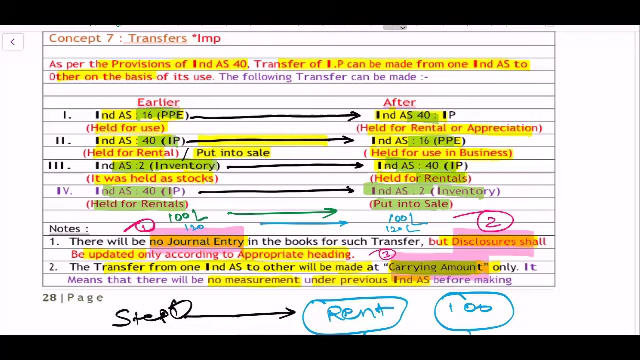 Concept 7 : Transfers *Imp
As per the Provisions of Ind AS 40, Transfer of I.P can be made from one Ind AS to
Other on the basis of its use. The following Transfer can be made :-
Earlier After
I. Ind AS : 16 (PPE) Ind AS 40 : IP
(Held for use) (Held for Rental or Appreciation)
II. Ind AS : 40 (IP) Ind AS : 16 (PPE)
(Held for Rental) / Put into sale (Held for use in Business)
III. Ind AS : 2 (Inventory) Ind AS : 40 (IP)
(It was held as stocks) (Held for Rentals)
IV. Ind AS : 40 (IP) Ind AS : 2 (Inventory)
(Held for Rentals) (Put into Sale)
100L 100L
Notes : 1 120 120L 2
1. There will be no Journal Entry in the books for such Transfer, but Disclosures shall
Be updated only according to Appropriate heading.
2. The Transfer from one Ind AS to other will be made at "Carrying Amount" only. It
Means that there will be no measurement under previous Ind AS before making
28 | Page
Step Rent 100